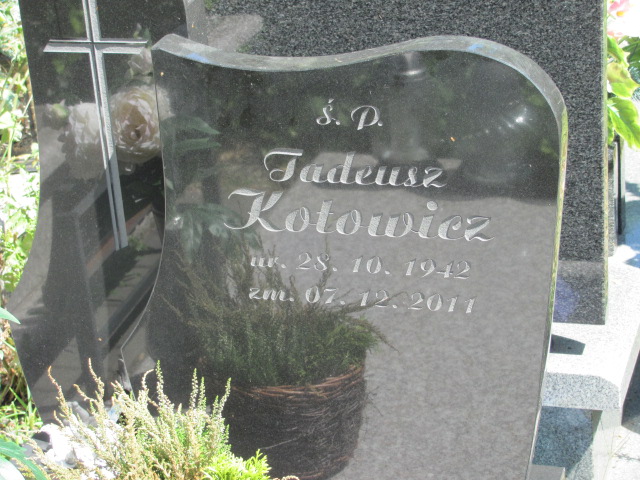 Ś. P.
Tadeusz
Kotowicz
ur. 28. 10. 1942
zm. 07. 12. 2011